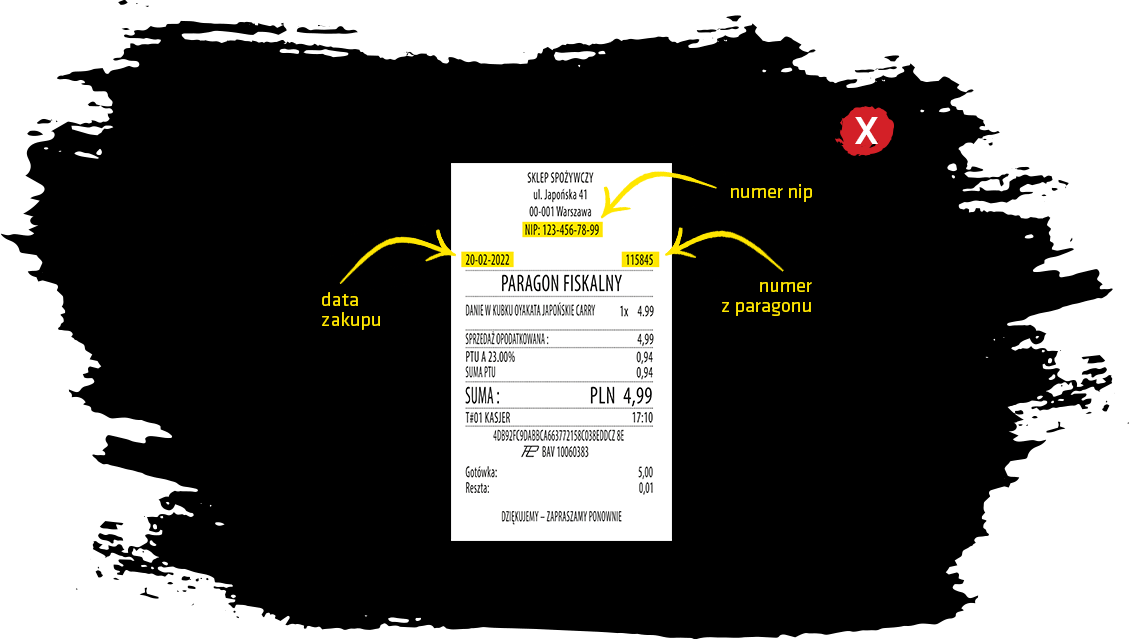 X
SKLEP SPOŻYWCZY
ul. Japońska 41
00-001 Warszawa
NIP: 123-456-78-99
numer nip
20-02-2022 115845
data
zakupu
numer
z paragonu
PARAGON FISKALNY
DANIE W KUBKU OYAKATA JAPOŃSKIE CARRY 1x 4.99
SPRZEDAŻ OPODATKOWANA : 4,99
PTU A 23.00% 0,94
SUMA PTU 0,94
SUMA : PLN 4,99
T#01 KASJER 17:10
4DB92FC9DABBCA663772158C038EDDCZ 8E
BAV 10060383
Gotówka: 5,00
Reszta: 0,01
DZIĘKUJEMY – ZAPRASZAMY PONOWNIE